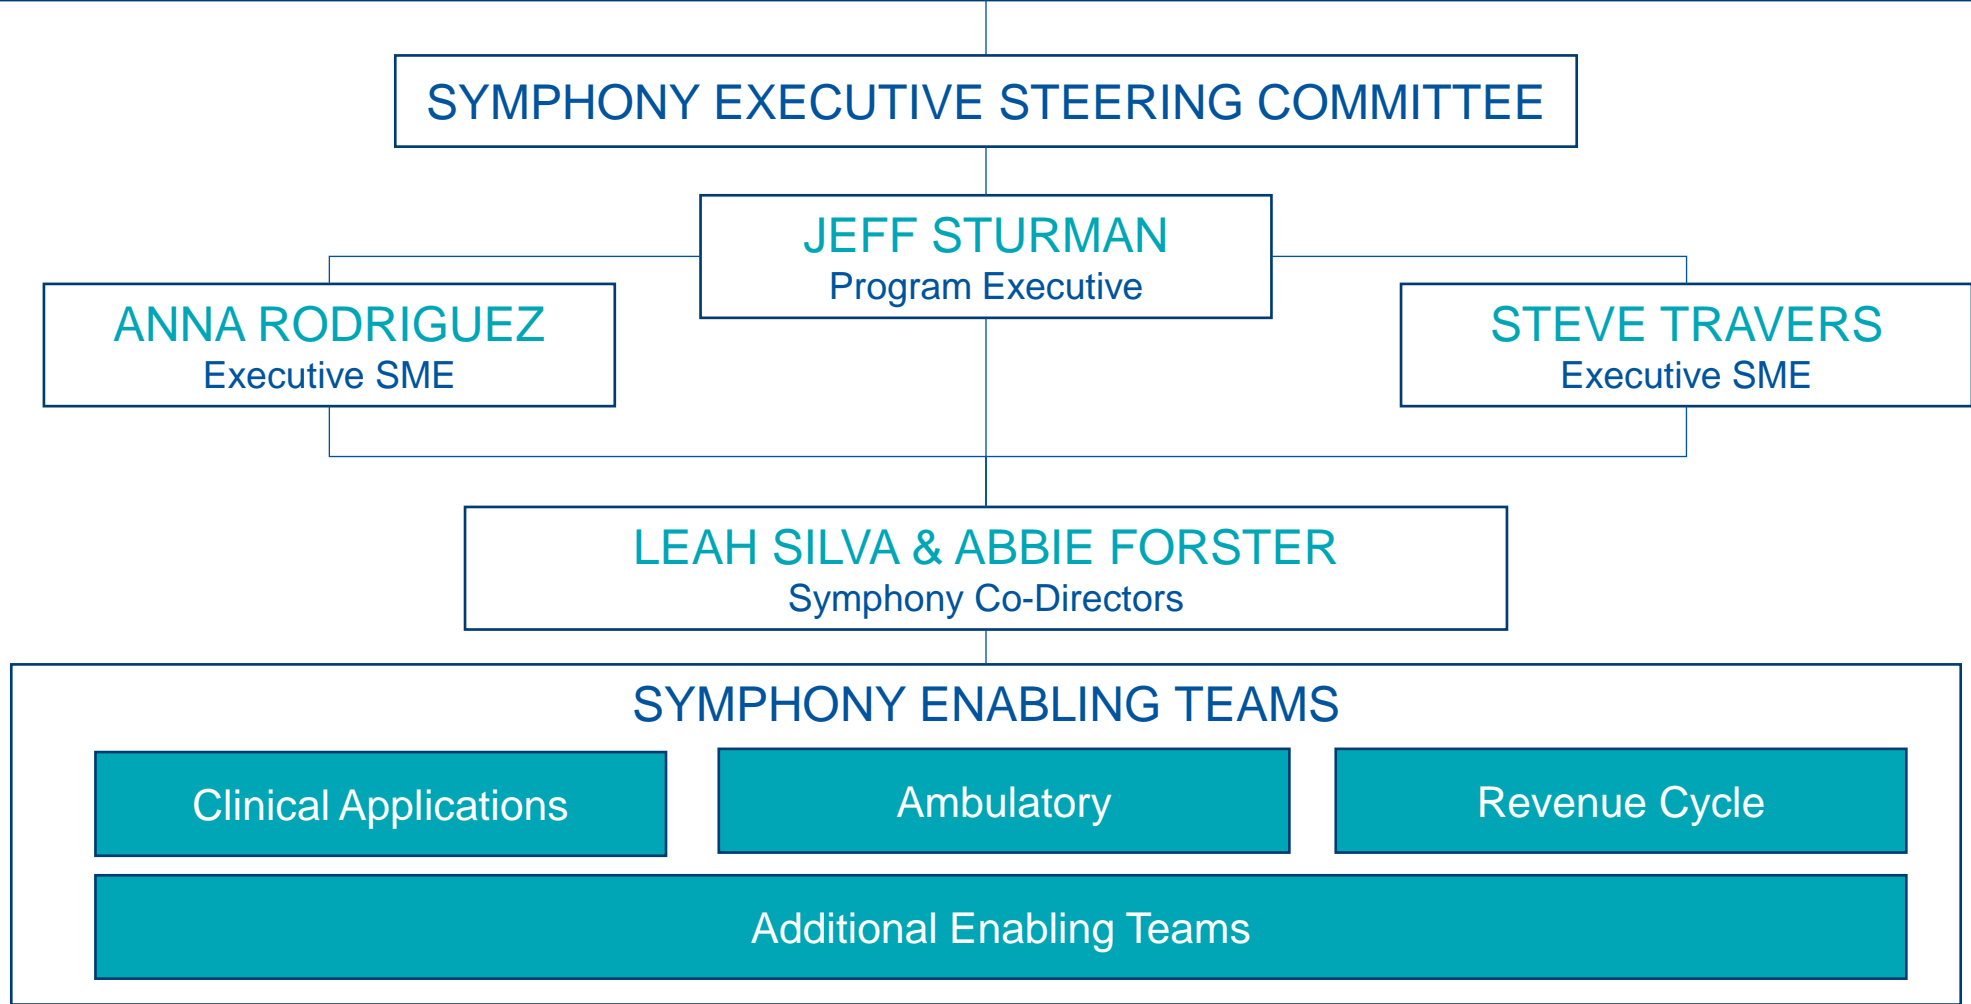 SYMPHONY EXECUTIVE STEERING COMMITTEE
JEFF STURMAN
Program Executive
ANNA RODRIGUEZ
Executive SME
STEVE TRAVERS
Executive SME
LEAH SILVA & ABBIE FORSTER
Symphony Co-Directors
SYMPHONY ENABLING TEAMS
Clinical Applications
Ambulatory
Revenue Cycle
Additional Enabling Teams